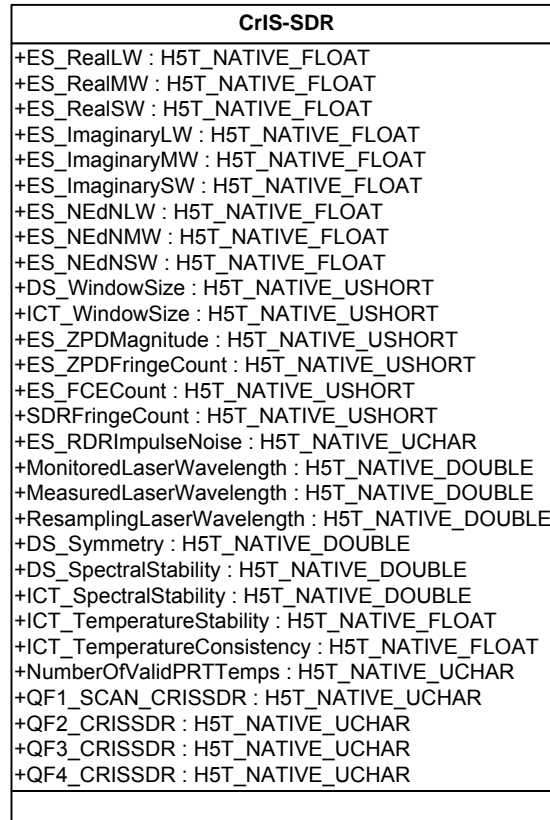 CrIS-SDR
+ES_RealLW : H5T_NATIVE_FLOAT
+ES_RealMW : H5T_NATIVE_FLOAT
+ES_RealSW : H5T_NATIVE_FLOAT
+ES_ImaginaryLW : H5T_NATIVE_FLOAT
+ES_ImaginaryMW : H5T_NATIVE_FLOAT
+ES_ImaginarySW : H5T_NATIVE_FLOAT
+ES_NEdNLW : H5T_NATIVE_FLOAT
+ES_NEdNMW : H5T_NATIVE_FLOAT
+ES_NEdNSW : H5T_NATIVE_FLOAT
+DS_WindowSize : H5T_NATIVE_USHORT
+ICT_WindowSize : H5T_NATIVE_USHORT
+ES_ZPDMagnitude : H5T_NATIVE_USHORT
+ES_ZPDFringeCount : H5T_NATIVE_USHORT
+ES_FCECount : H5T_NATIVE_USHORT
+SDRFringeCount : H5T_NATIVE_USHORT
+ES_RDRImpulseNoise : H5T_NATIVE_UCHAR
+MonitoredLaserWavelength : H5T_NATIVE_DOUBLE
+MeasuredLaserWavelength : H5T_NATIVE_DOUBLE
+ResamplingLaserWavelength : H5T_NATIVE_DOUBLE
+DS_Symmetry : H5T_NATIVE_DOUBLE
+DS_SpectralStability : H5T_NATIVE_DOUBLE
+ICT_SpectralStability : H5T_NATIVE_DOUBLE
+ICT_TemperatureStability : H5T_NATIVE_FLOAT
+ICT_TemperatureConsistency : H5T_NATIVE_FLOAT
+NumberOfValidPRTTemps : H5T_NATIVE_UCHAR
+QF1_SCAN_CRISSDR : H5T_NATIVE_UCHAR
+QF2_CRISSDR : H5T_NATIVE_UCHAR
+QF3_CRISSDR : H5T_NATIVE_UCHAR
+QF4_CRISSDR : H5T_NATIVE_UCHAR